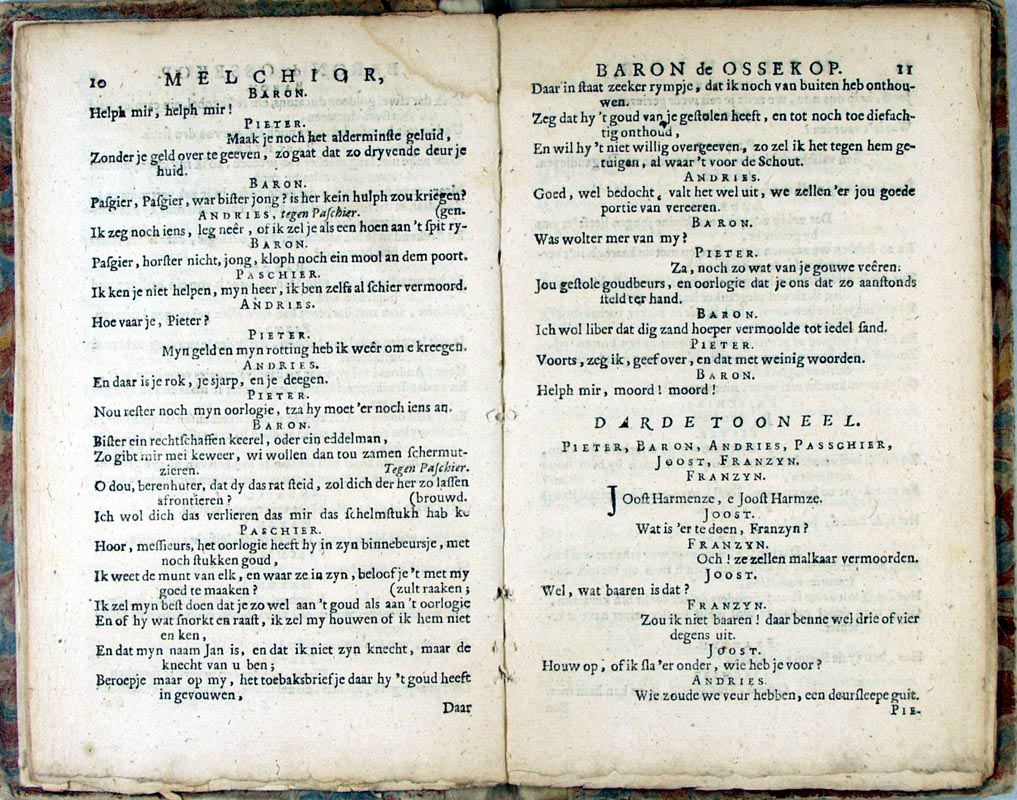 10 MELCHIOR,
BARON.
Helph mir, helph mir!
PIETER.
Maak je noch het alderminste geluid,
Zonder je geld over te geeven, zo gaat dat zo dryvende deur je
huid.
BARON.
Pasgier, Pasgier, war bister jong? is her kein hulph zou kriegen?
ANDRIES, tegen Paschier. (gen.
Ik zeg noch iens, leg neêr, of ik zel je als een hoen aan 't spit ry-
BARON.
Pasgier, horster nicht, jong, kloph noch ein mool an dem poort.
PASCHIER.
Ik ken je niet helpen, myn heer, ik ben zelfs al schier vermoord.
ANDRIES.
Hoe vaar je, Pieter?
PIETER.
Myn geld en myn rotting heb ik weêr om e kreegen.
ANDRIES.
En daar is je rok, je sjarp, en je deegen.
PIETER.
Nou rester noch myn oorlogie, tza hy moet 'er noch iens an.
BARON.
Bister ein rechtschaffen keerel, oder ein eddelman,
Zo gibt mir mei keweer, wi wollen dan tou zamen schermut-
zieren. Tegen Paschier.
O dou, berenhuter, dat dy das rat steid, zol dich der her zo lassen
afrontieren? (brouwd.
Ich wol dich das verlieren das mir das schelmstukh hab ke
PASCHIER.
Hoor, messieurs, het oorlogie heeft hy in zyn binnebeursje, met
noch stukken goud,
Ik weet de munt van elk, en waar ze in zyn, beloof je 't met my
goed te maaken? (zult raaken;
Ik zel myn best doen dat je zo wel aan 't goud als aan 't oorlogie
En of hy wat snorkt en raast, ik zal my houwen of ik hem niet
en ken,
En dat myn naam Jan is, en dat ik niet zyn knecht, maar de
knecht van u ben;
Beroepje maar op my, het toebaksbriefje daar hy 't goud heeft
in gevouwen,
Daar
BARON de OSSEKOP. 11
Daar in staat zeeker rympje, dat ik noch van buiten heb onthou-
wen.
Zeg dat hy 't goud van je gestolen heeft, en tot noch toe diefach-
tig onthoud,
En wil hy 't niet willig overgeeven, zo zel ik het tegen hem ge-
tuigen, al waar 't voor de Schout.
ANDRIES.
Goed, wel bedocht, valt het wel uit, we zellen 'er jou goede
portie van vereeren.
BARON.
Was wolter mer van my?
PIETER.
Za, noch zo wat van je gouwe veêren:
Jou gestole goudbeurs, en oorlogie dat je ons dat zo aanstonds
steld ter hand.
BARON.
Ich wol liber dat dig zand hoeper vermoolde tot iedel sand.
PIETER.
Voorts, zeg ik, geef over, en dat met weinig woorden.
BARON.
Helph mir, moord! moord!
DARDE TOONEEL.
PIETER, BARON, ANDRIES, PASSCHIER,
JOOST, FRANZYN.
FRANZYN.
JOost Harmenze, e Joost Harmze.
JOOST.
Wat is 'er te doen, Franzyn?
FRANZYN.
Och! ze zellen malkaar vermoorden.
JOOST.
Wel, wat baaren is dat?
FRANZYN.
Zou ik niet baaren! daar benne wel drie of vier
degens uit.
JOOST.
Houw op, of ik sla 'er onder, wie heb je voor?
ANDRIES.
Wie zoude we veur hebben, een deursleepe guit.
PIE-